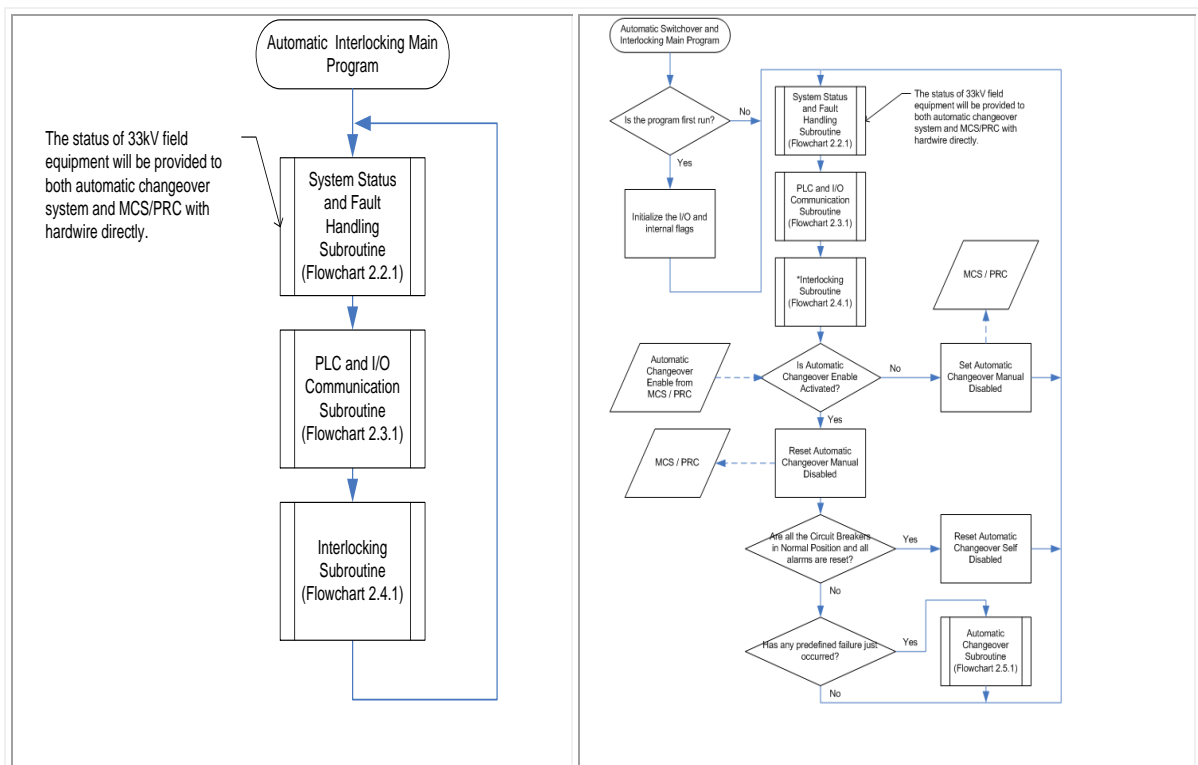 Automatic Interlocking Main
Program
The status of 33kV field
equipment will be provided to
both automatic changeover
system and MCS/PRC with
hardwire directly.
System Status
and Fault
Handling
Subroutine
(Flowchart 2.2.1)
PLC and I/O
Communication
Subroutine
(Flowchart 2.3.1)
Interlocking
Subroutine
(Flowchart 2.4.1)
Automatic Switchover and
Interlocking Main Program
Is the program first run?
No
Yes
Initialize the I/O and
internal flags
System Status
and Fault
Handling
Subroutine
(Flowchart 2.2.1)
The status of 33kV field
equipment will be provided to
both automatic changeover
system and MCS/PRC with
hardwire directly.
PLC and I/O
Communication
Subroutine
(Flowchart 2.3.1)
*Interlocking
Subroutine
(Flowchart 2.4.1)
MCS / PRC
Automatic
Changeover
Enable from
MCS / PRC
Is Automatic
Changeover Enable
Activated?
No
Set Automatic
Changeover Manual
Disabled
Yes
MCS / PRC
Reset Automatic
Changeover Manual
Disabled
Are all the Circuit Breakers
in Normal Position and all
alarms are reset?
Yes
Reset Automatic
Changeover Self
Disabled
No
Has any predefined failure just
occurred?
Yes
Automatic
Changeover
Subroutine
(Flowchart 2.5.1)
No